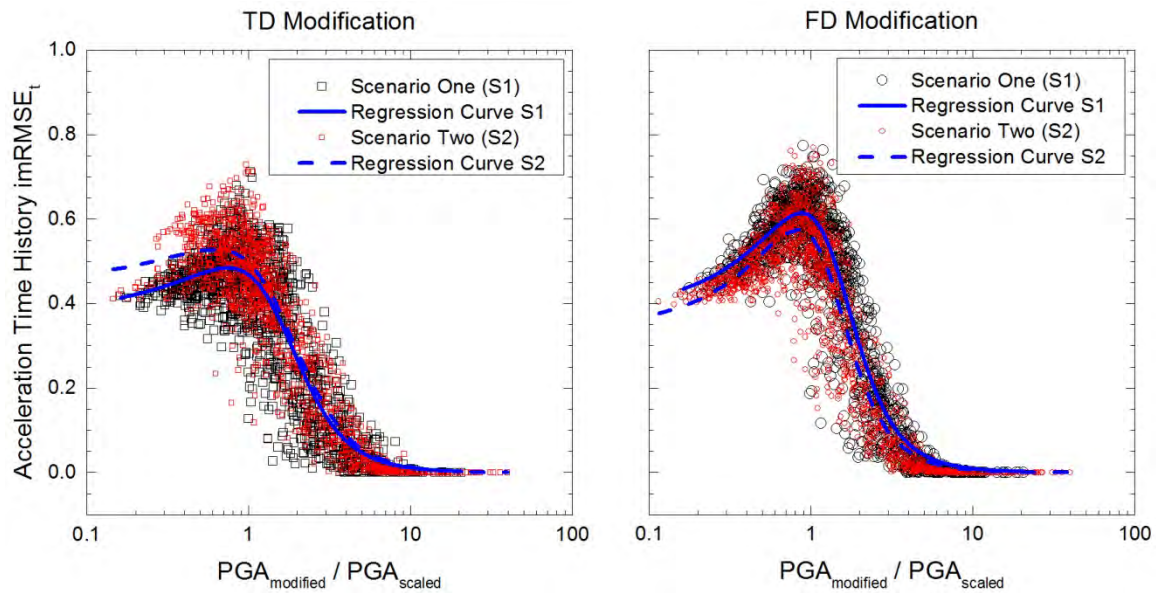 TD Modification
Acceleration Time History imRMSE_t
1.0
0.8
0.6
0.4
0.2
0.0
Scenario One (S1)
Regression Curve S1
Scenario Two (S2)
Regression Curve S2
0.1 1 10 100
PGA_modified / PGA_scaled
FD Modification
Scenario One (S1)
Regression Curve S1
Scenario Two (S2)
Regression Curve S2
0.1 1 10 100
PGA_modified / PGA_scaled